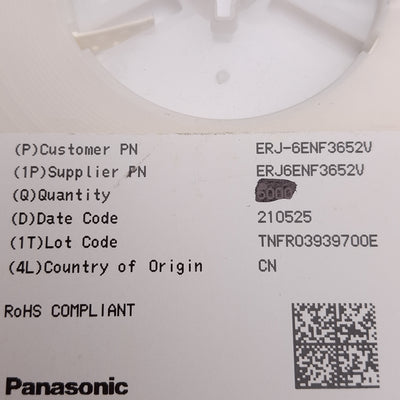 (P)Customer PN ERJ-6ENF3652V
(1P)Supplier PN ERJ6ENF3652V
(Q)Quantity
(D)Date Code 210525
(1T)Lot Code TNFR03939700E
(4L)Country of Origin CN
RoHS COMPLIANT
Panasonic